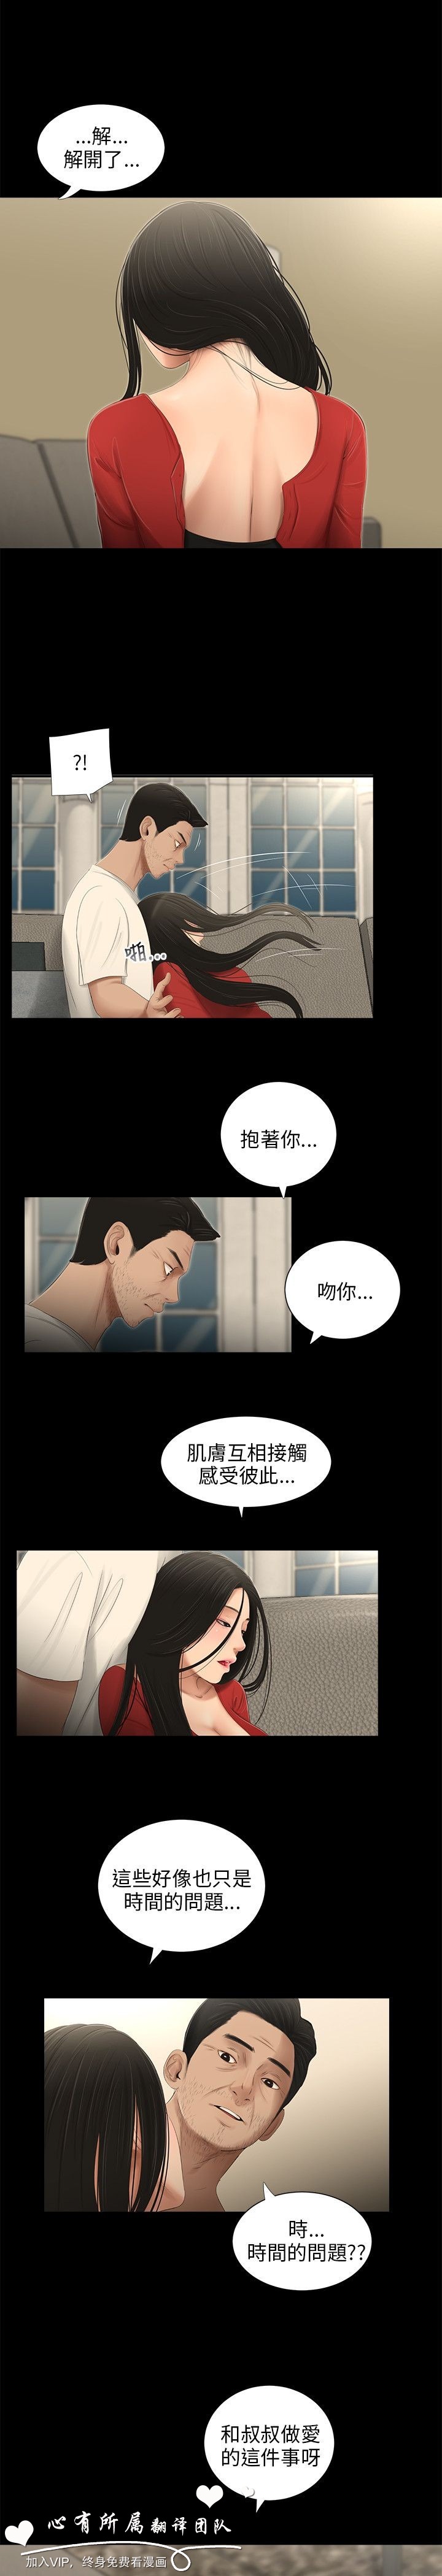 ...解...
解開了...
?!
啪...
抱著你...
吻你...
肌膚互相接觸
感受彼此...
這些好像也只是
時間的問題...
時...
時間的問題??
和叔叔做愛
的這件事呀
心有所属翻译团队
加入VIP，终身免费看漫画